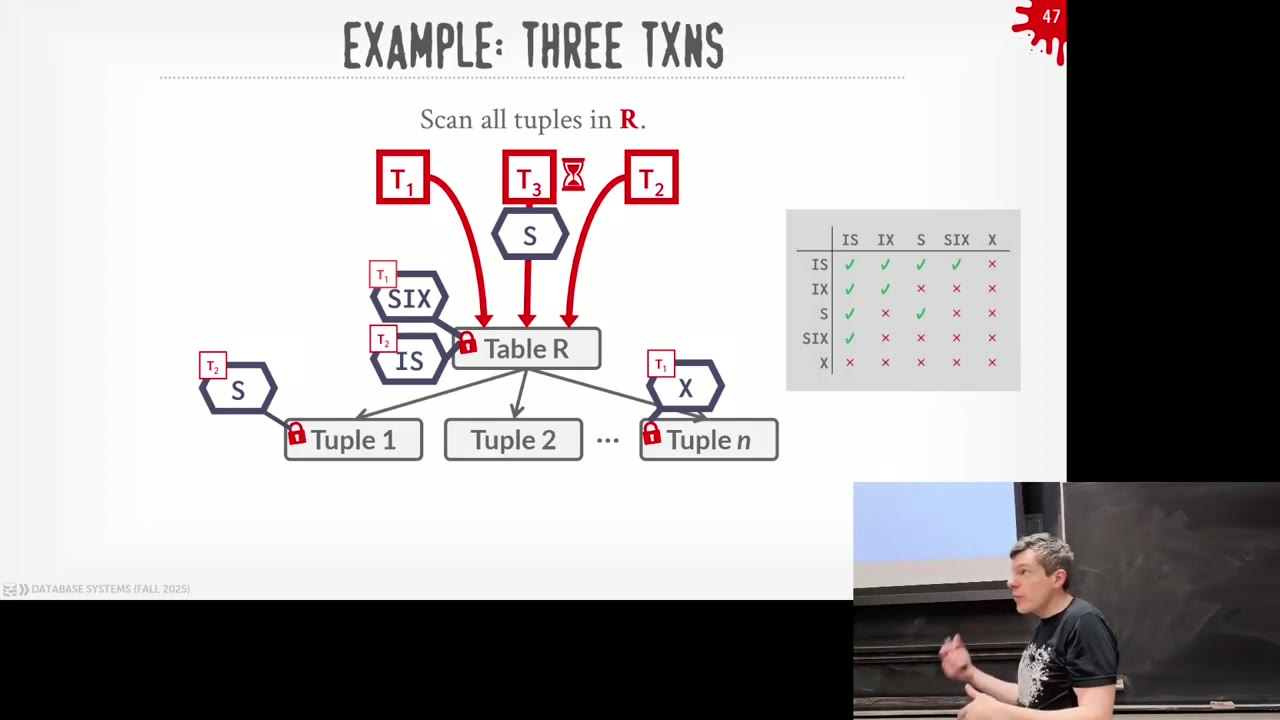 47
EXAMPLE: THREE TXNS
Scan all tuples in R.
T1 T3 T2
S
T1
SIX
T2
IS
Table R
T2
S
T1
X
Tuple 1 Tuple 2 ... Tuple n
IS IX S SIX X
IS ✓ ✓ ✓ ✓ ×
IX ✓ ✓ × × ×
S ✓ × ✓ × ×
SIX ✓ × × × ×
X × × × × ×
DATABASE SYSTEMS (FALL 2025)